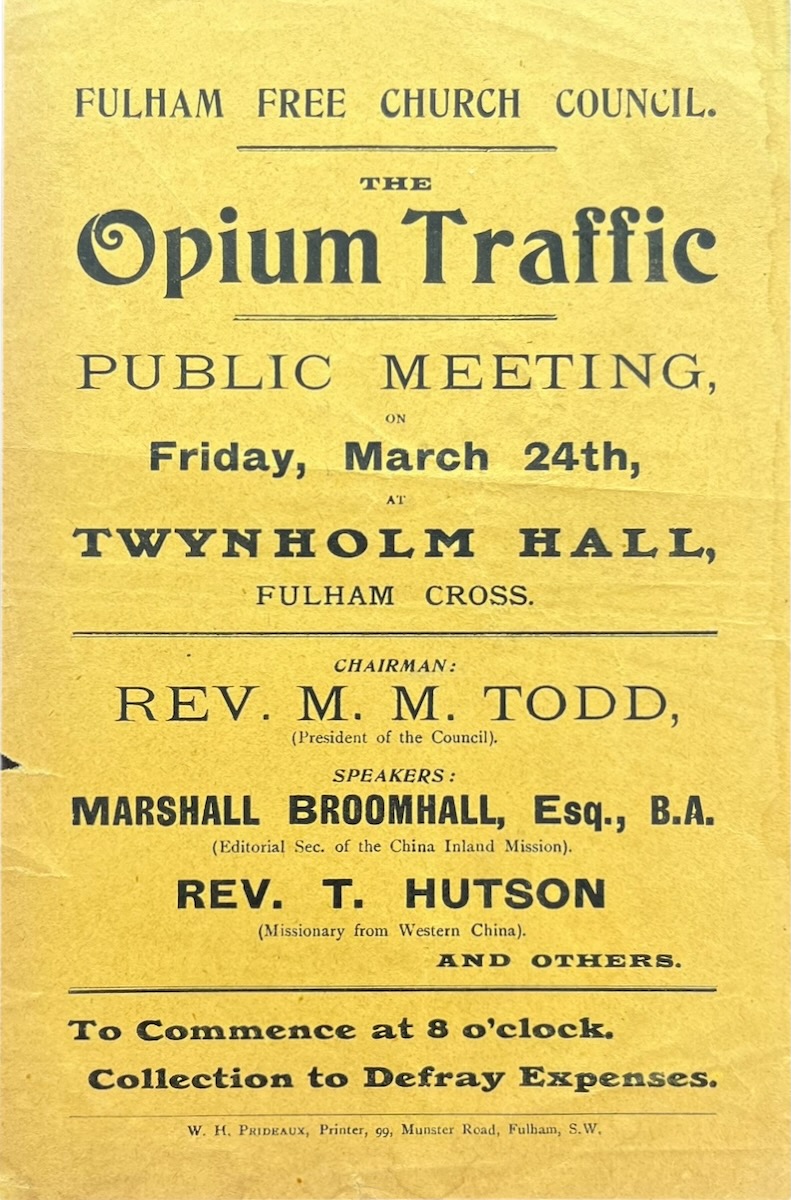 FULHAM FREE CHURCH COUNCIL.
THE
Opium Traffic
PUBLIC MEETING,
ON
Friday, March 24th,
AT
TWYNHOLM HALL,
FULHAM CROSS.
CHAIRMAN:
REV. M. M. TODD,
(President of the Council).
SPEAKERS:
MARSHALL BROOMHALL, Esq., B.A.
(Editorial Sec. of the China Inland Mission).
REV. T. HUTSON
(Missionary from Western China).
AND OTHERS.
To Commence at 8 o'clock.
Collection to Defray Expenses.
W. H. PRIDEAUX, Printer, 99, Munster Road, Fulham, S.W.